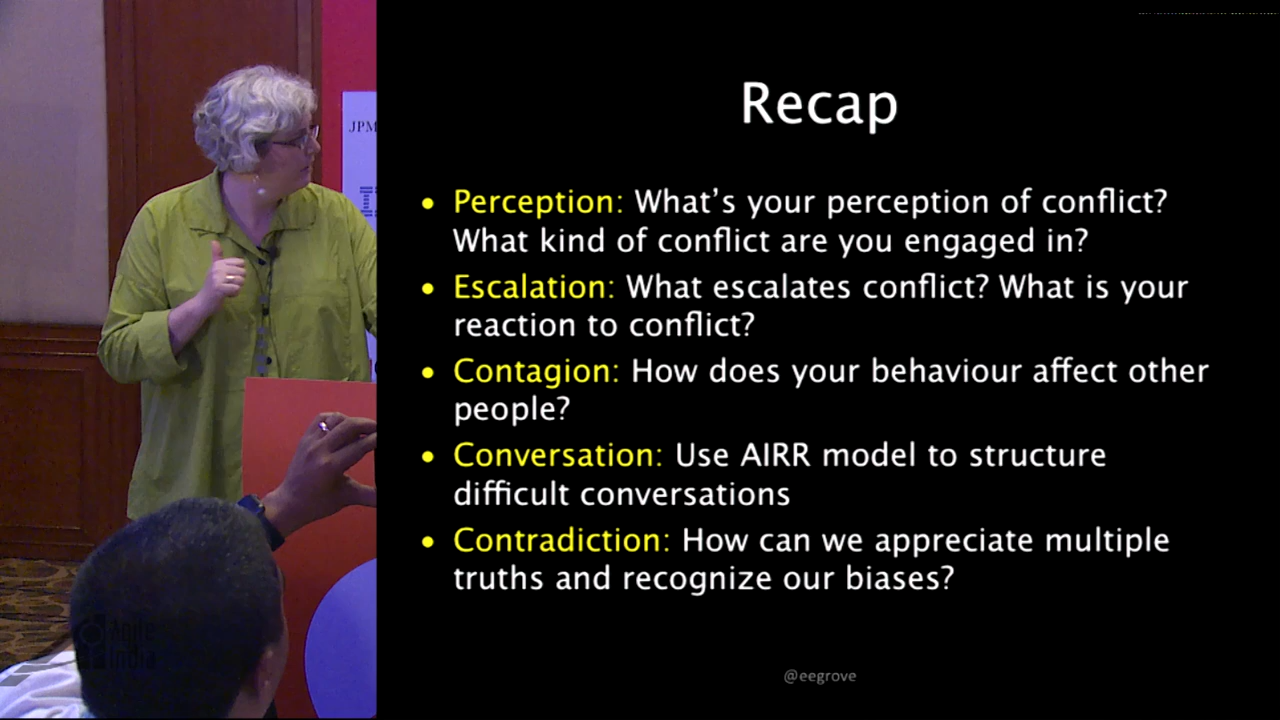 Recap
• Perception: What’s your perception of conflict?
What kind of conflict are you engaged in?
• Escalation: What escalates conflict? What is your
reaction to conflict?
• Contagion: How does your behaviour affect other
people?
• Conversation: Use AIRR model to structure
difficult conversations
• Contradiction: How can we appreciate multiple
truths and recognize our biases?
@eegrove
JPM
India